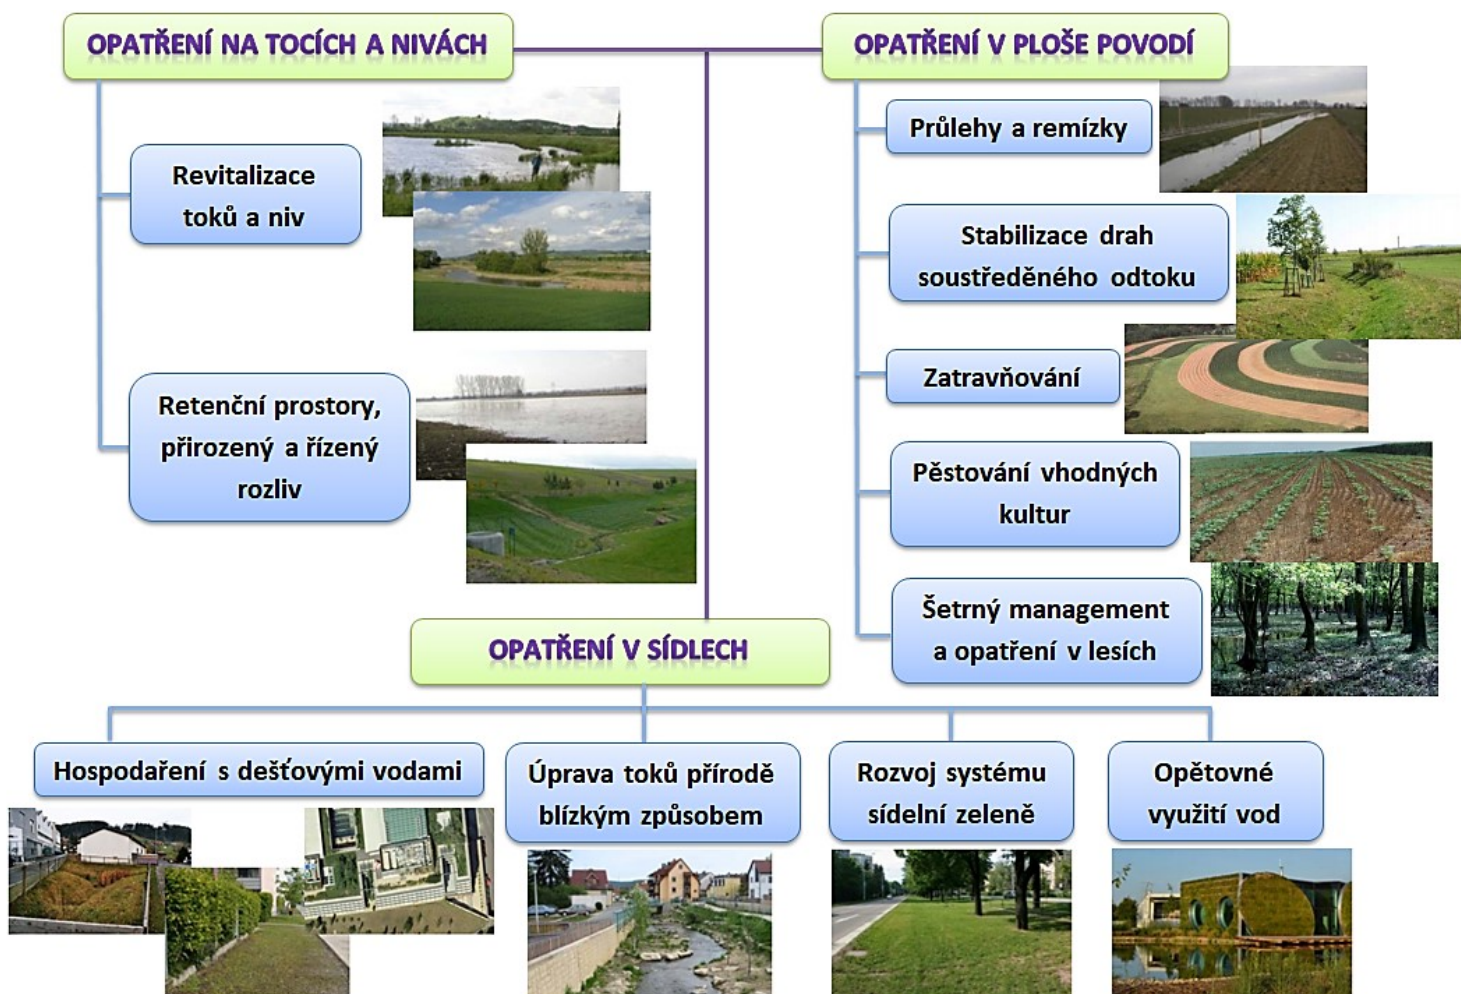 OPATŘENÍ NA TOCÍCH A NIVÁCH
Revitalizace
toků a niv
Retenční prostory,
přirozený a řízený
rozliv
OPATŘENÍ V PLOŠE POVODÍ
Průlehy a remízky
Stabilizace drah
soustředěného odtoku
Zatravňování
Pěstování vhodných
kultur
Šetrný management
a opatření v lesích
OPATŘENÍ V SÍDLECH
Hospodaření s dešťovými vodami
Úprava toků přírodě
blízkým způsobem
Rozvoj systému
sídelní zeleně
Opětovné
využití vod